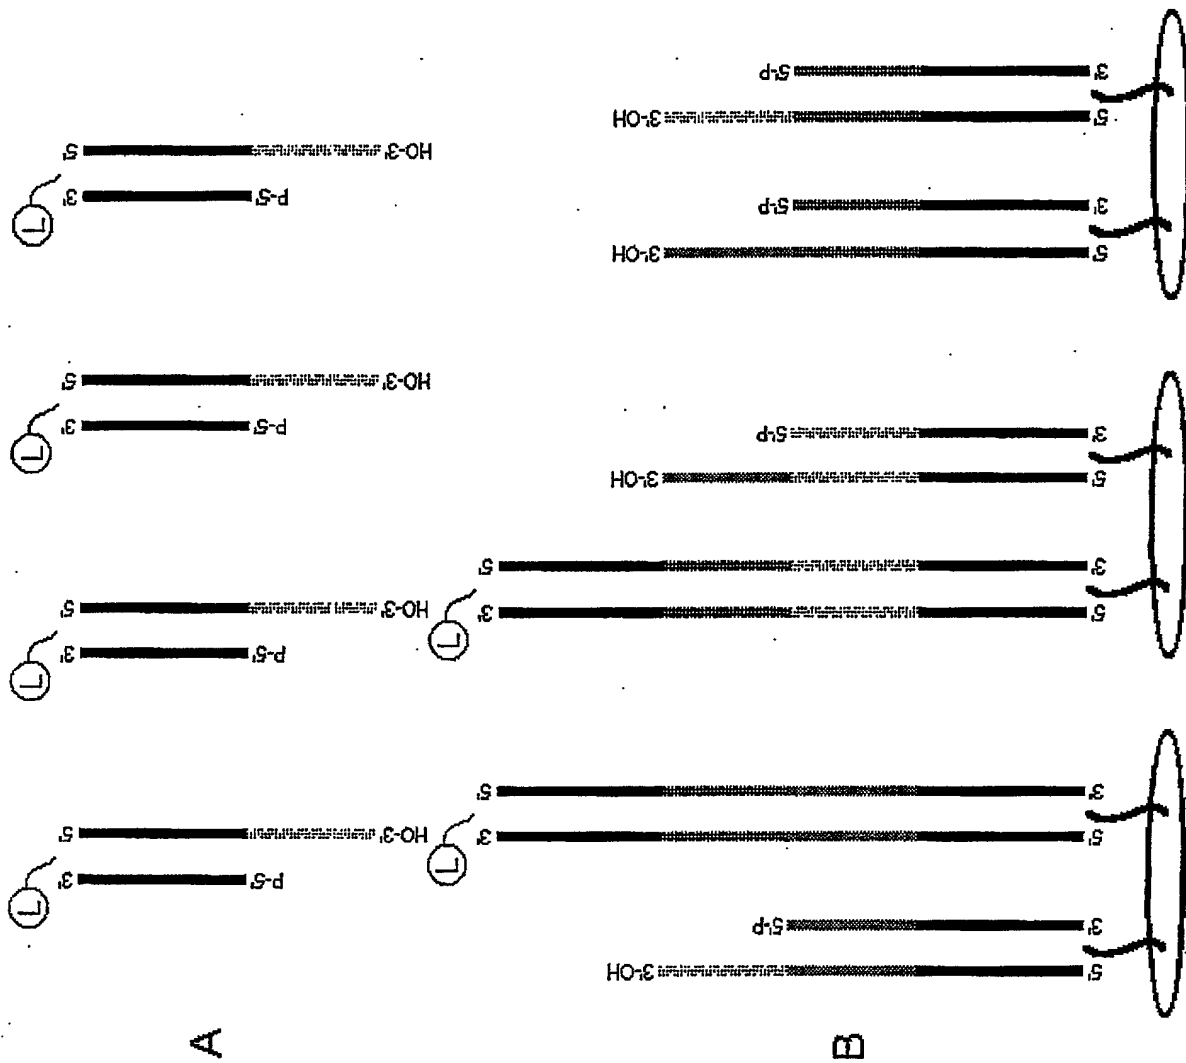 A
L L L L
3' 5' 3' 5' 3' 5' 3' 5'
P-5' P-5' P-5' P-5'
HO-3' HO-3' HO-3' HO-3'
B
L L
3' 5' 3' 5'
3'-OH 3'-OH 3'-OH 3'-OH
5'-P 5'-P 5'-P 5'-P
5' 3' 5' 3' 5' 3' 5' 3' 5' 3' 5' 3'